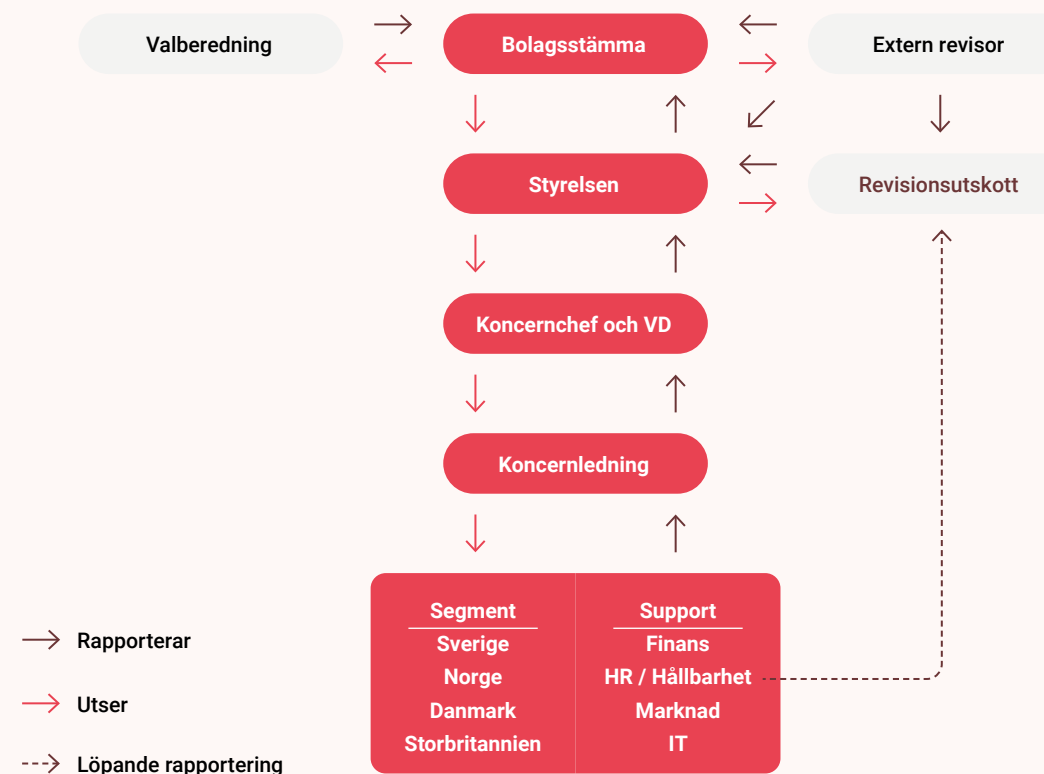 Valberedning
Bolagsstämma
Extern revisor
Styrelsen
Revisionsutskott
Koncernchef och VD
Koncernledning
Segment
Sverige
Norge
Danmark
Storbritannien
Support
Finans
HR / Hållbarhet
Marknad
IT
Rapporterar
Utser
Löpande rapportering